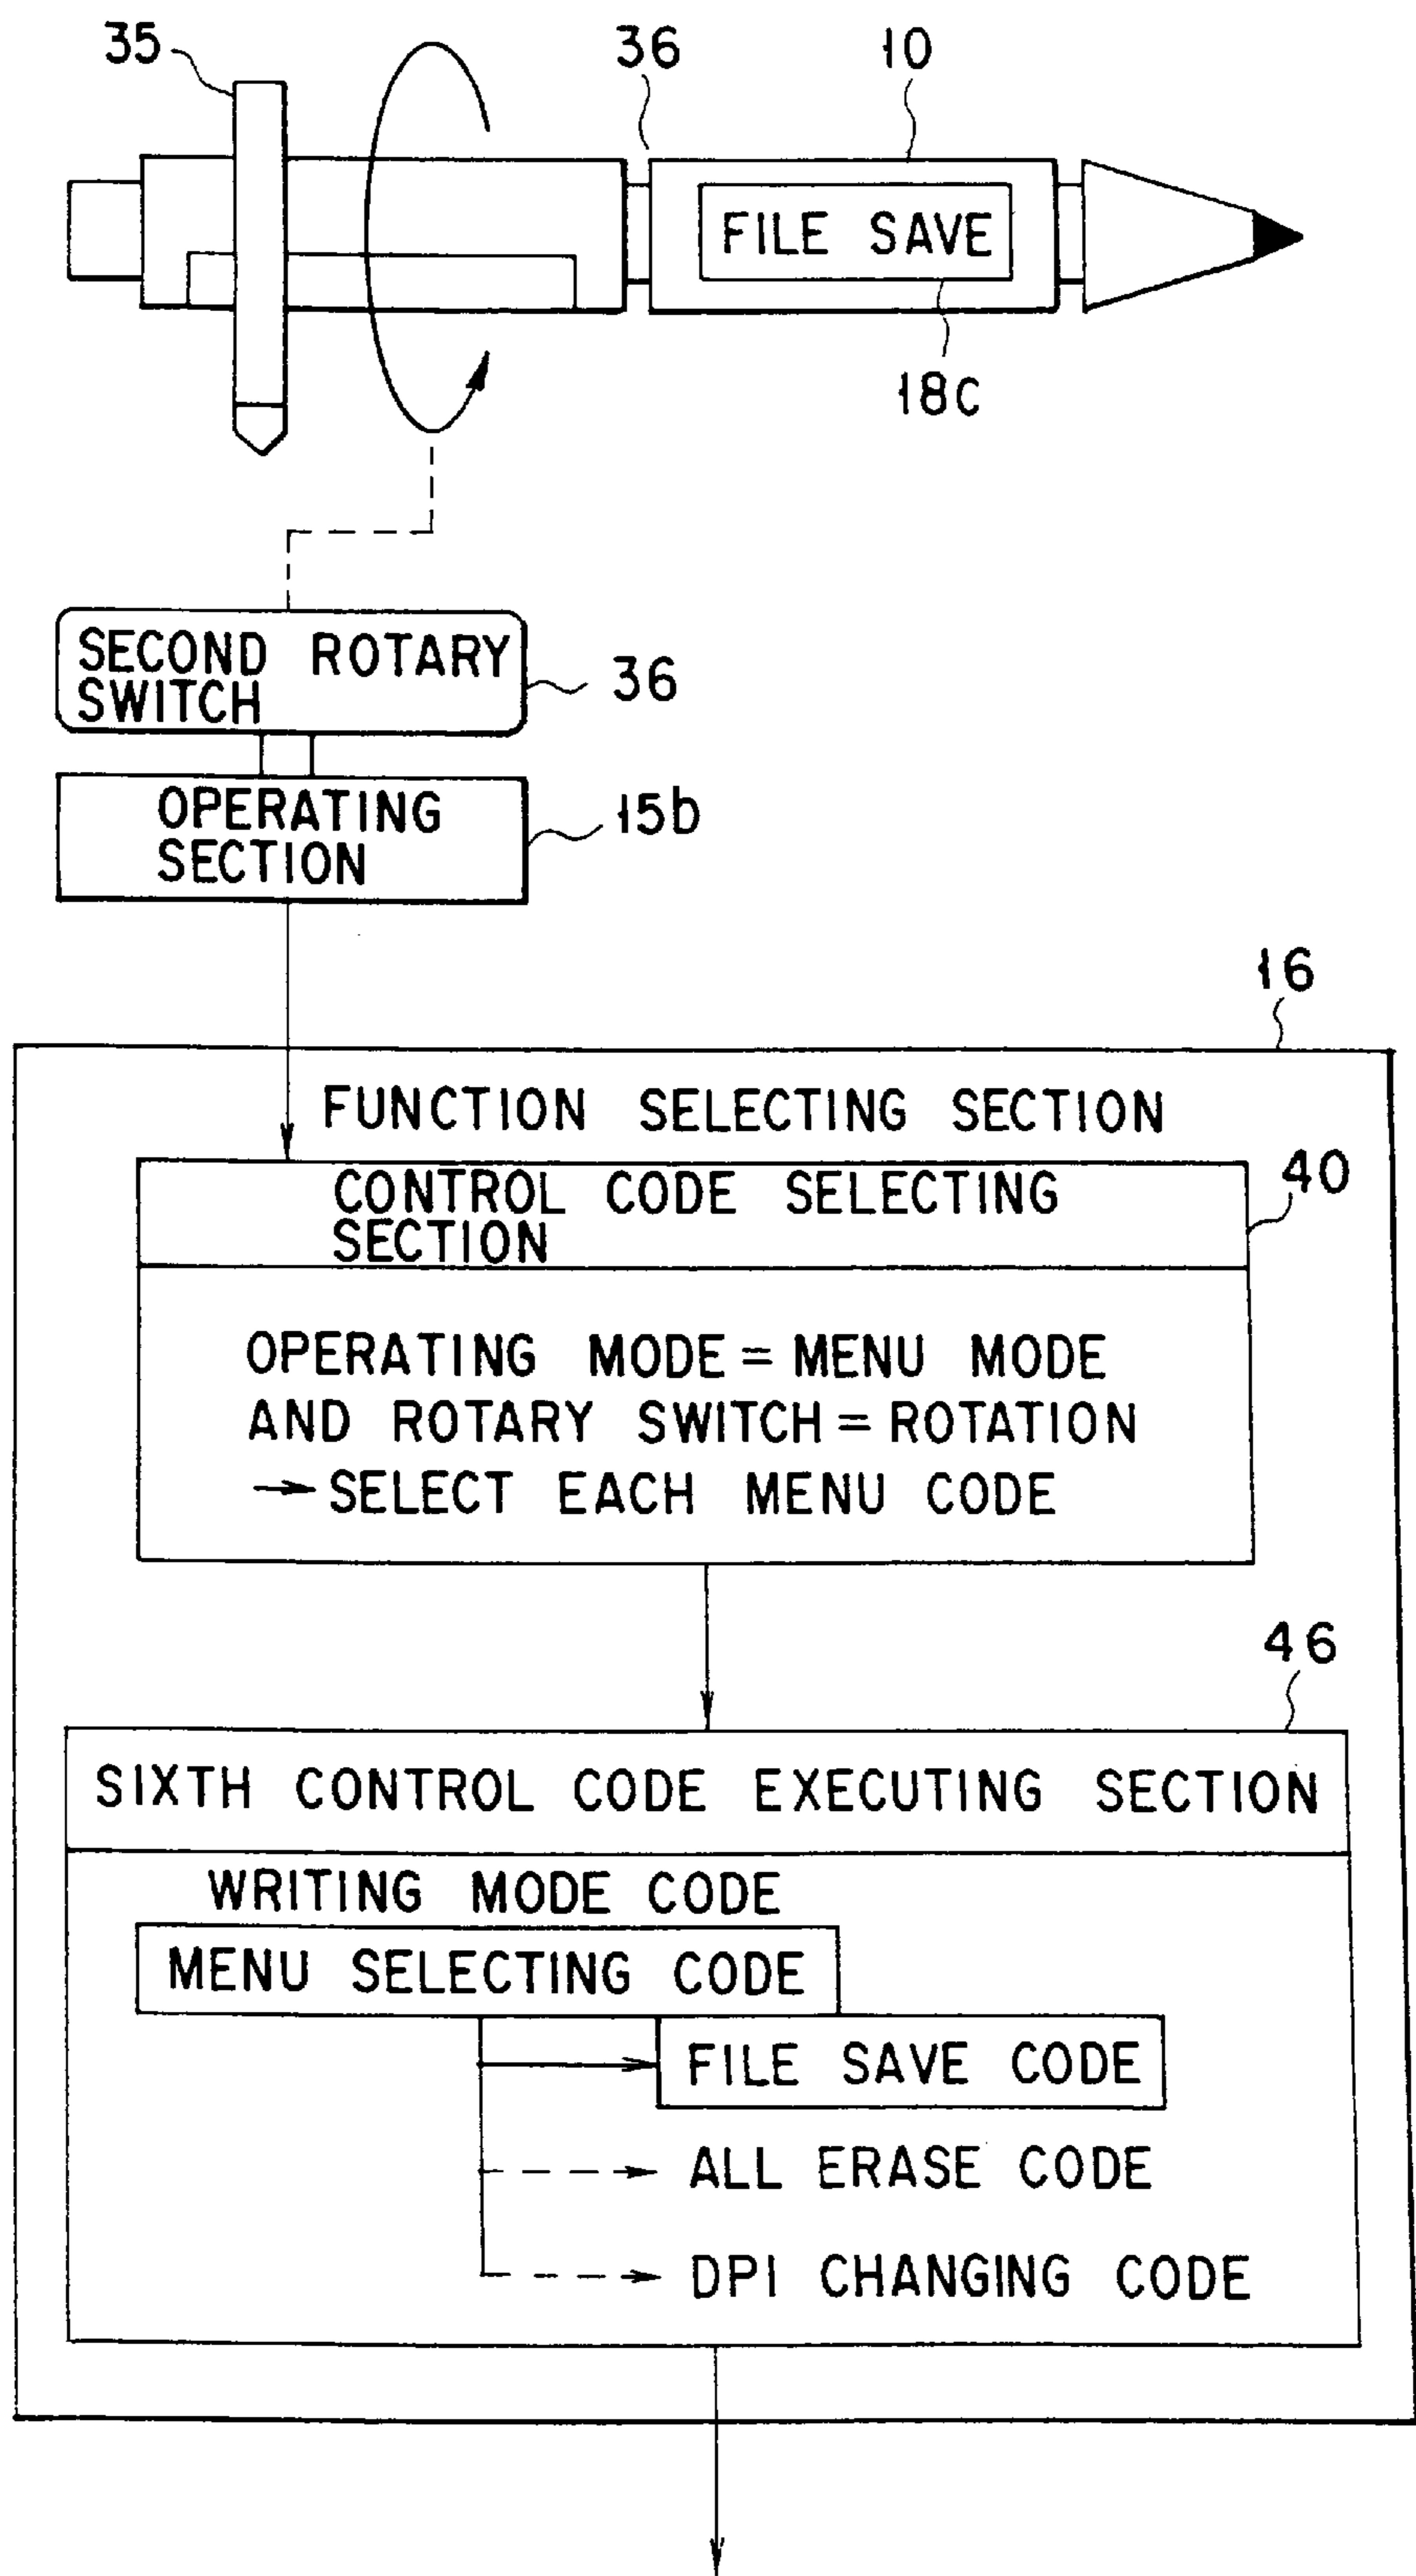 35
36
10
FILE SAVE
18c
SECOND ROTARY
SWITCH
36
OPERATING
SECTION
15b
16
FUNCTION SELECTING SECTION
CONTROL CODE SELECTING
SECTION
40
OPERATING MODE = MENU MODE
AND ROTARY SWITCH = ROTATION
→ SELECT EACH MENU CODE
46
SIXTH CONTROL CODE EXECUTING SECTION
WRITING MODE CODE
MENU SELECTING CODE
FILE SAVE CODE
ALL ERASE CODE
DPI CHANGING CODE